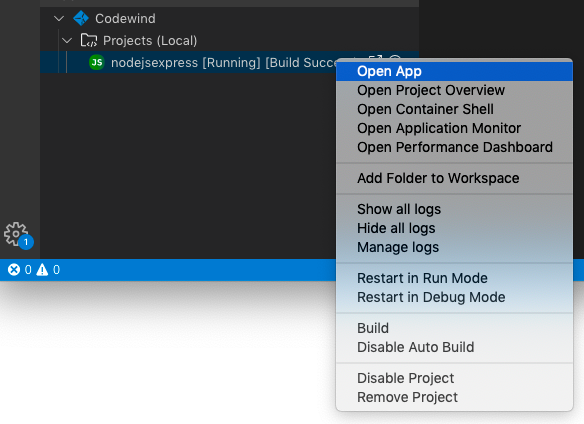 Codewind
Projects (Local)
JS nodejsexpress [Running] [Build Succe
Open App
Open Project Overview
Open Container Shell
Open Application Monitor
Open Performance Dashboard
Add Folder to Workspace
Show all logs
Hide all logs
Manage logs
Restart in Run Mode
Restart in Debug Mode
Build
Disable Auto Build
Disable Project
Remove Project
1
0 0